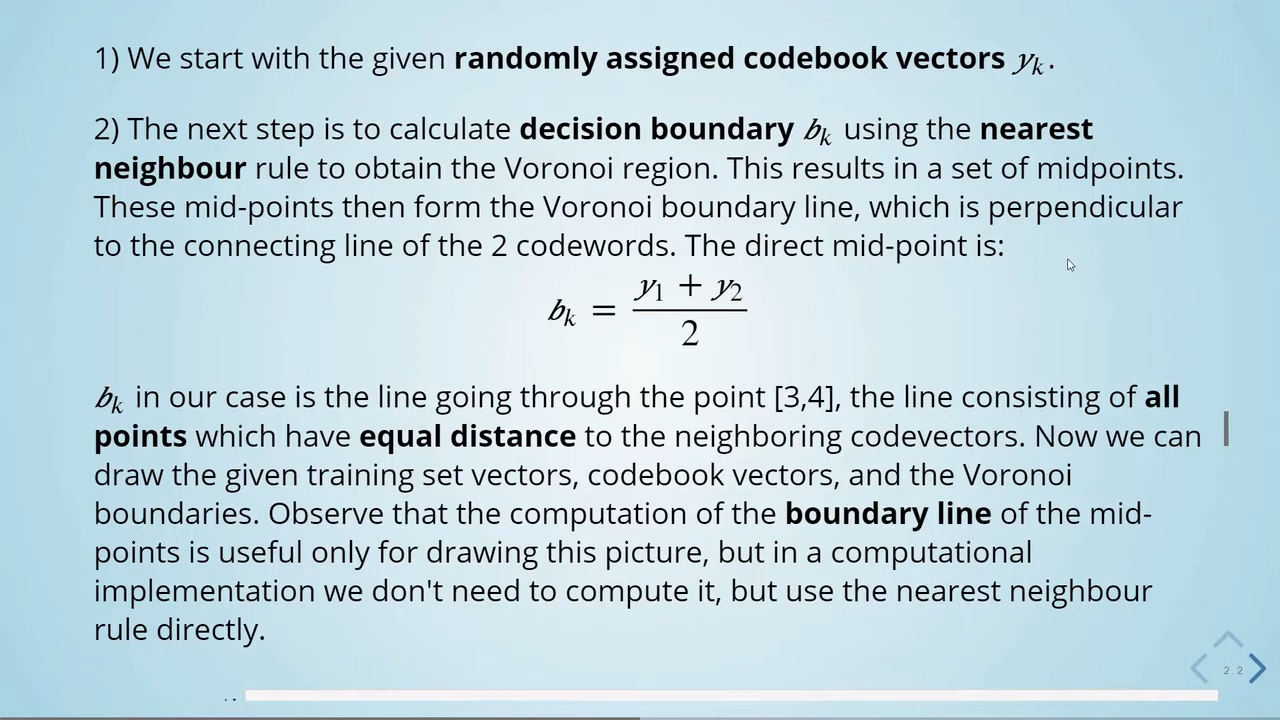 1) We start with the given randomly assigned codebook vectors y_k.
2) The next step is to calculate decision boundary b_k using the nearest
neighbour rule to obtain the Voronoi region. This results in a set of midpoints.
These mid-points then form the Voronoi boundary line, which is perpendicular
to the connecting line of the 2 codewords. The direct mid-point is:
b_k = (y_1 + y_2) / 2
b_k in our case is the line going through the point [3,4], the line consisting of all
points which have equal distance to the neighboring codevectors. Now we can
draw the given training set vectors, codebook vectors, and the Voronoi
boundaries. Observe that the computation of the boundary line of the mid-
points is useful only for drawing this picture, but in a computational
implementation we don't need to compute it, but use the nearest neighbour
rule directly.
2.2